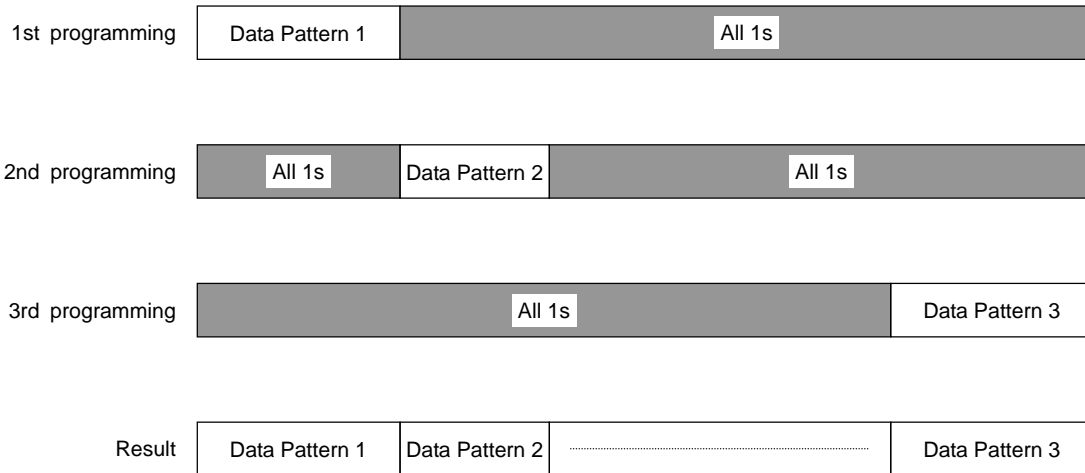 1st programming Data Pattern 1 All 1s
2nd programming All 1s Data Pattern 2 All 1s
3rd programming All 1s Data Pattern 3
Result Data Pattern 1 Data Pattern 2 Data Pattern 3